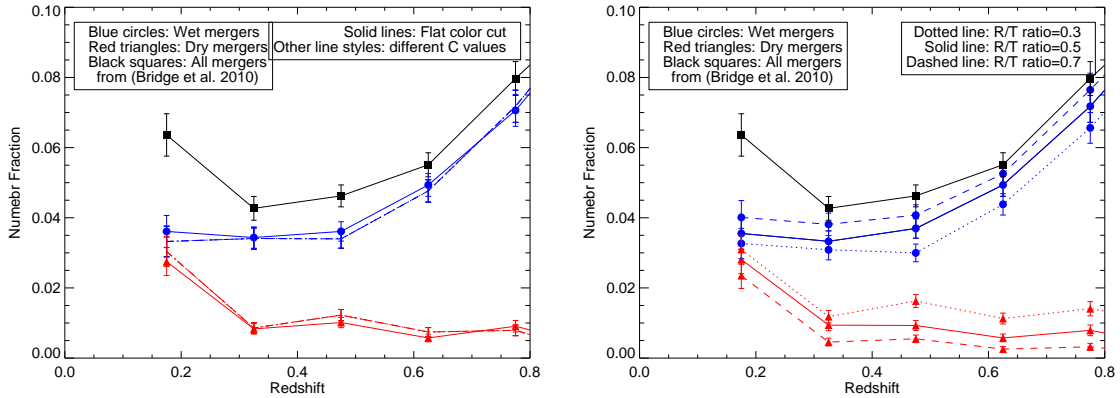 Blue circles: Wet mergers
Red triangles: Dry mergers
Black squares: All mergers
from (Bridge et al. 2010)
Solid lines: Flat color cut
Other line styles: different C values
0.10
0.08
0.06
0.04
0.02
0.00
Numebr Fraction
0.0
0.2
0.4
0.6
0.8
Redshift
Blue circles: Wet mergers
Red triangles: Dry mergers
Black squares: All mergers
from (Bridge et al. 2010)
Dotted line: R/T ratio=0.3
Solid line: R/T ratio=0.5
Dashed line: R/T ratio=0.7
0.10
0.08
0.06
0.04
0.02
0.00
Numebr Fraction
0.0
0.2
0.4
0.6
0.8
Redshift